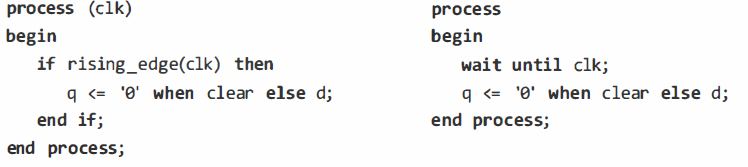 process (clk)
begin
if rising_edge(clk) then
q <= '0' when clear else d;
end if;
end process;
process
begin
wait until clk;
q <= '0' when clear else d;
end process;